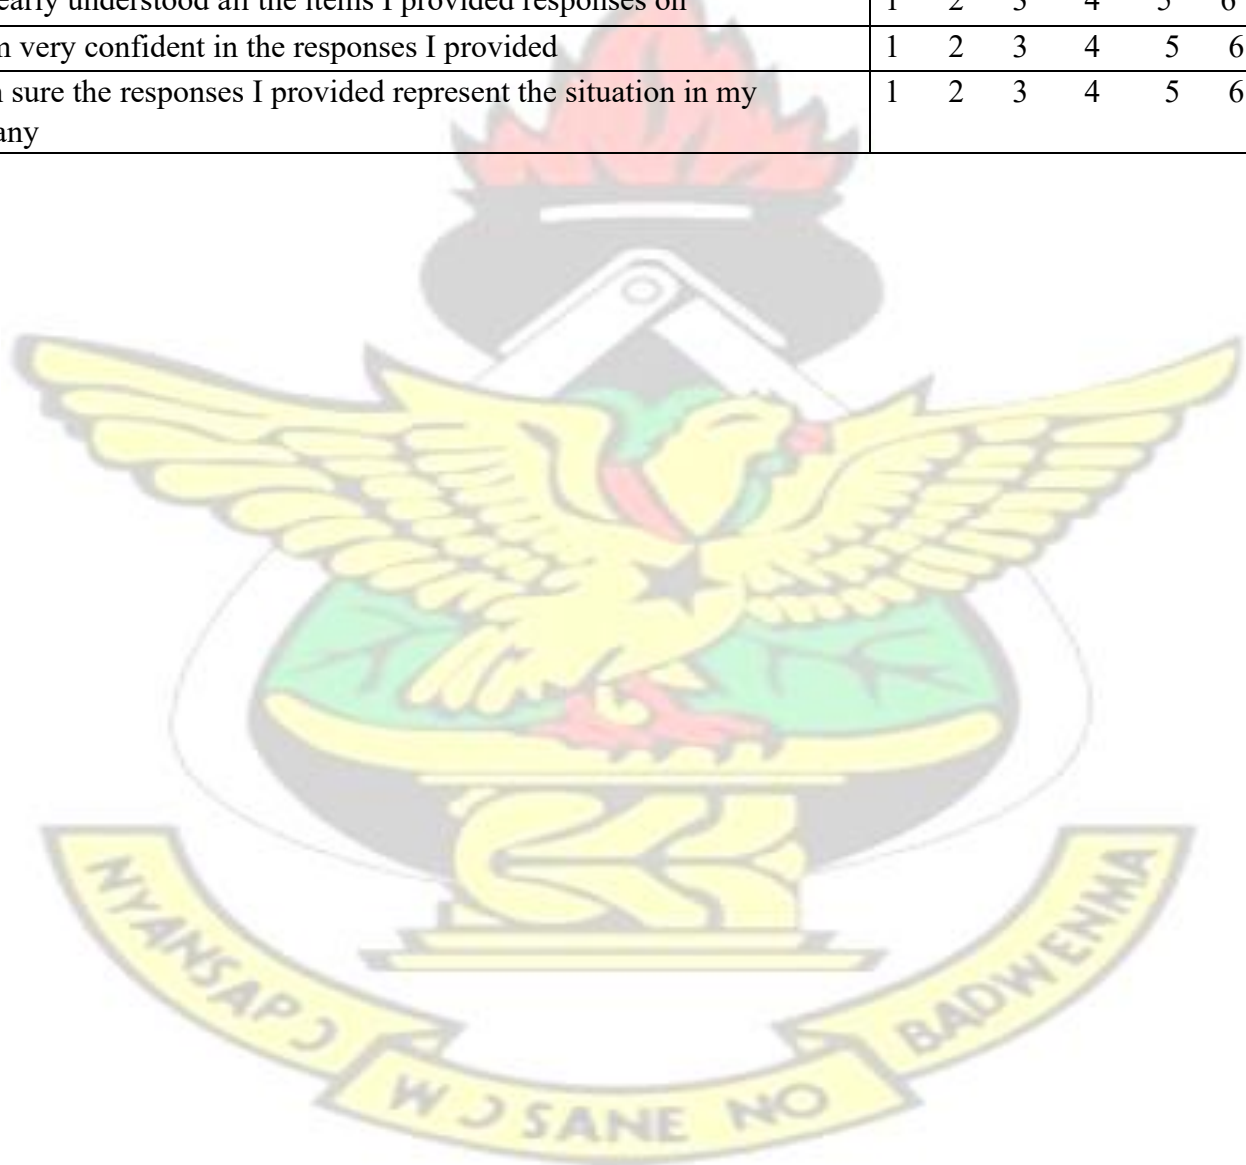 early understood all the items I provided responses on 1 2 3 4 5 6
very confident in the responses I provided 1 2 3 4 5 6
sure the responses I provided represent the situation in my 1 2 3 4 5 6
any
NYANSAPƆ WƆSANE NO BADWENMA